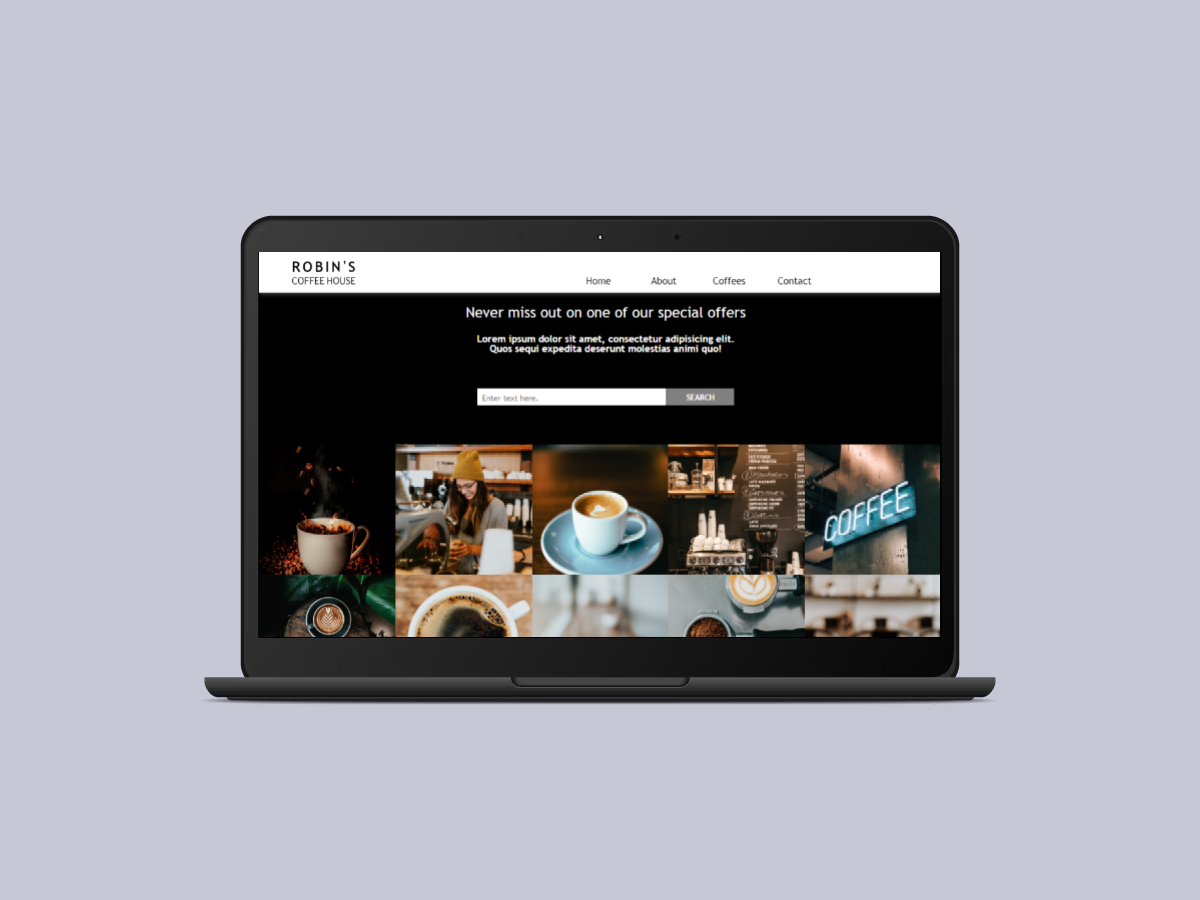 ROBIN'S
COFFEE HOUSE
Home
About
Coffees
Contact
Never miss out on one of our special offers
Lorem ipsum dolor sit amet, consectetur adipisicing elit.
Quos sequi expedita deserunt molestias animi quo!
Enter text here.
SEARCH
COFFEE